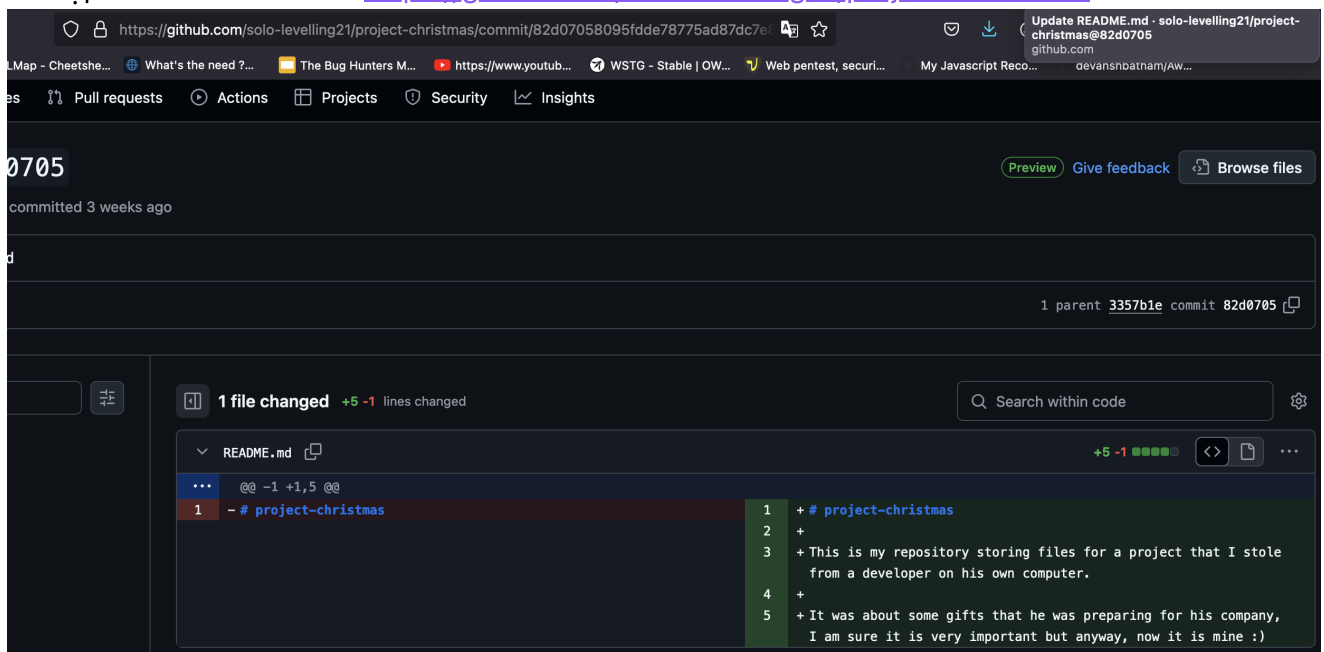 Update README.md · solo-levelling21/project-
https://github.com/solo-levelling21/project-christmas/commit/82d07058095fdde78775ad87dc7e
christmas@82d0705
github.com
LMap - Cheetshe... What's the need ?... The Bug Hunters M... https://www.youtub... WSTG - Stable | OW... Web pentest, securi... My Javascript Reco... devanshbatham/Aw...
es Pull requests Actions Projects Security Insights
0705
Preview Give feedback Browse files
committed 3 weeks ago
d
1 parent 3357b1e commit 82d0705
1 file changed +5 -1 lines changed
Search within code
README.md
+5 -1
@@ -1 +1,5 @@
1 - # project-christmas
1 + # project-christmas
2 +
3 + This is my repository storing files for a project that I stole
from a developer on his own computer.
4 +
5 + It was about some gifts that he was preparing for his company,
I am sure it is very important but anyway, now it is mine :)